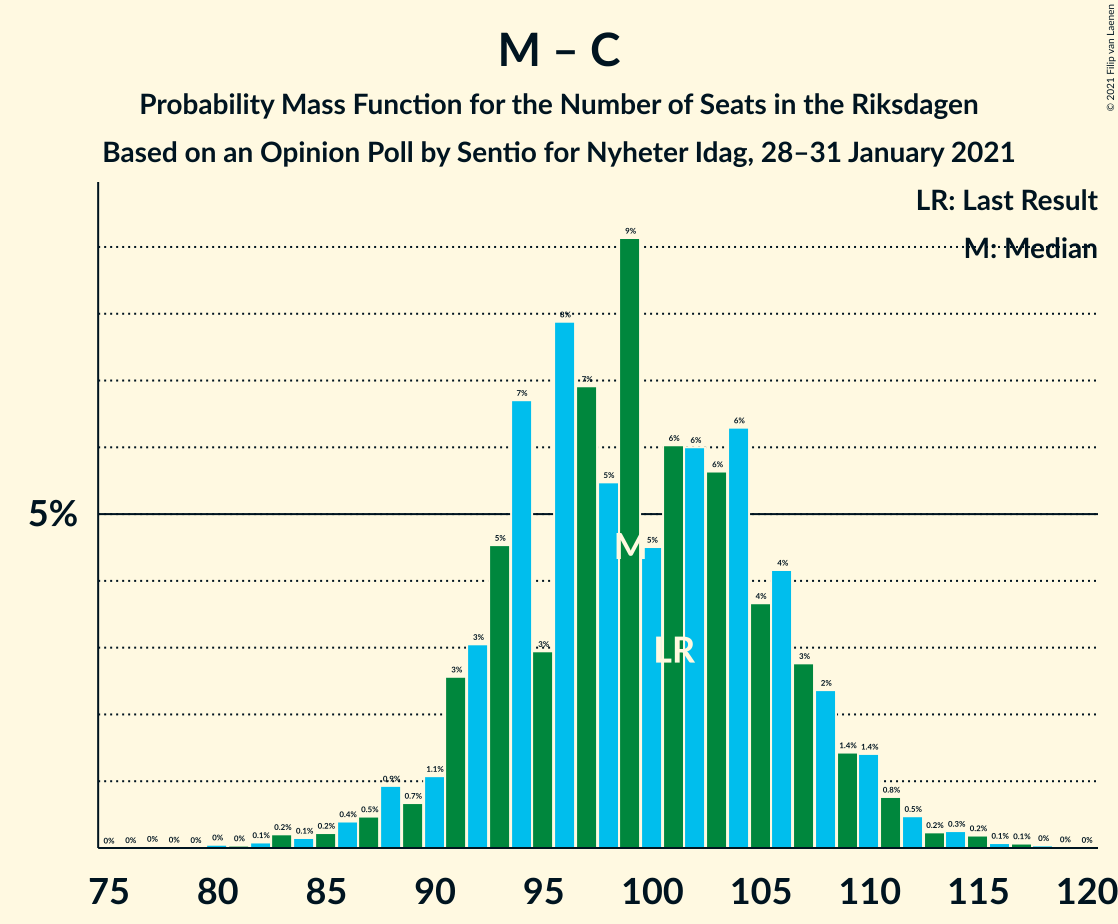 M – C
Probability Mass Function for the Number of Seats in the Riksdagen
Based on an Opinion Poll by Sentio for Nyheter Idag, 28–31 January 2021
© 2021 Filip van Laenen
LR: Last Result
M: Median
5%
0% 0% 0% 0% 0% 0% 0% 0.1% 0.2% 0.1% 0.2% 0.4% 0.5% 0.9% 0.7% 1.1% 3% 3% 5% 7% 3% 8% 7% 5% 9% 5% 6% 6% 6% 6% 4% 4% 3% 2% 1.4% 1.4% 0.8% 0.5% 0.2% 0.3% 0.2% 0.1% 0.1% 0% 0% 0%
M
LR
75 80 85 90 95 100 105 110 115 120